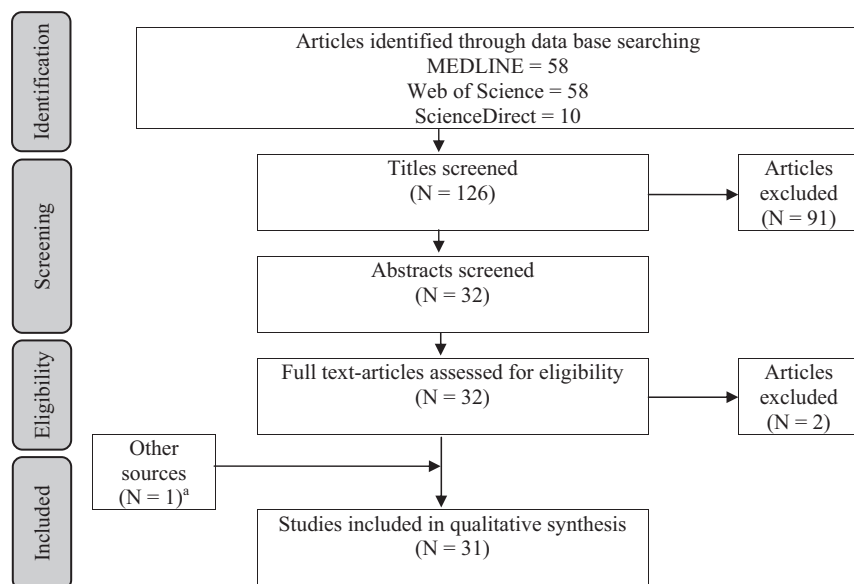 Identification
Articles identified through data base searching
MEDLINE = 58
Web of Science = 58
ScienceDirect = 10
Screening
Titles screened
(N = 126)
Articles
excluded
(N = 91)
Abstracts screened
(N = 32)
Eligibility
Full text-articles assessed for eligibility
(N = 32)
Articles
excluded
(N = 2)
Other
sources
(N = 1)a
Included
Studies included in qualitative synthesis
(N = 31)